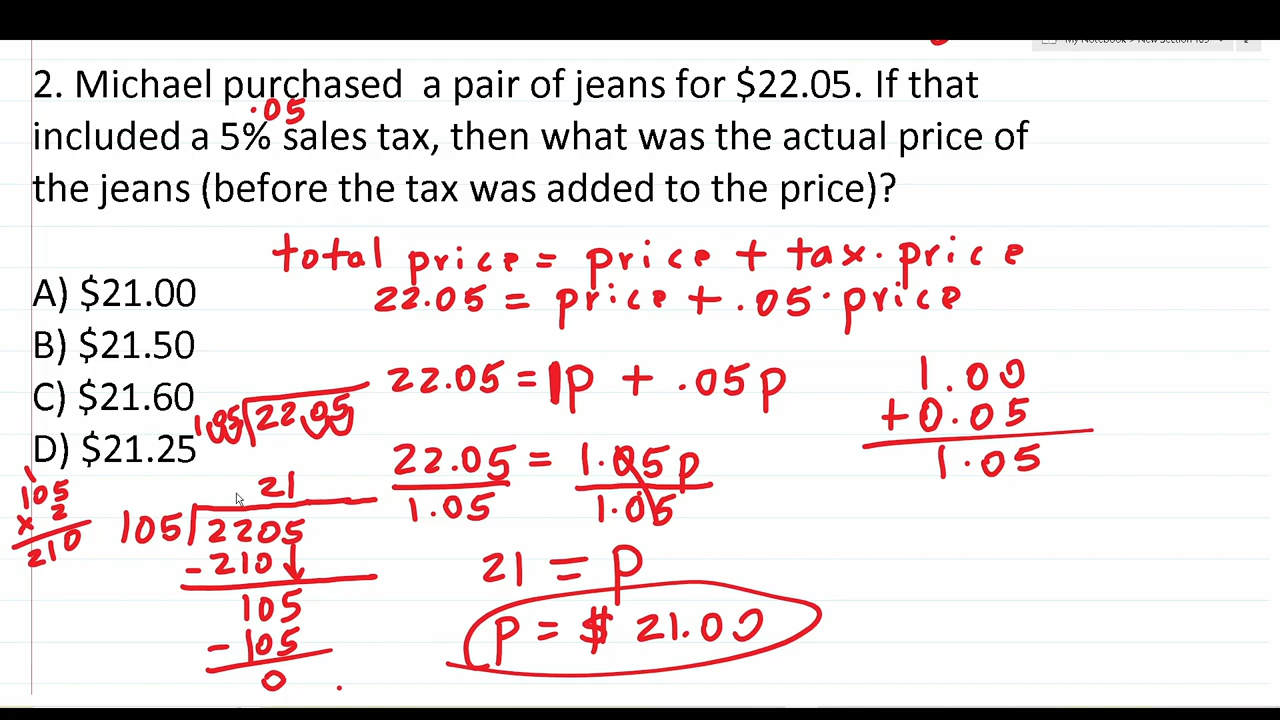 2. Michael purchased a pair of jeans for $22.05. If that
.05
included a 5% sales tax, then what was the actual price of
the jeans (before the tax was added to the price)?
total price = price + tax · price
A) $21.00
22.05 = price + .05 · price
B) $21.50
22.05 = 1p + .05p
1.00
+ 0.05
1.05
C) $21.60
1.05 22.05
D) $21.25
22.05 = 1.05p
1.05 1.05
1
105
x 2
210
21
105 2205
- 210
105
- 105
0
21 = p
p = $ 21.00